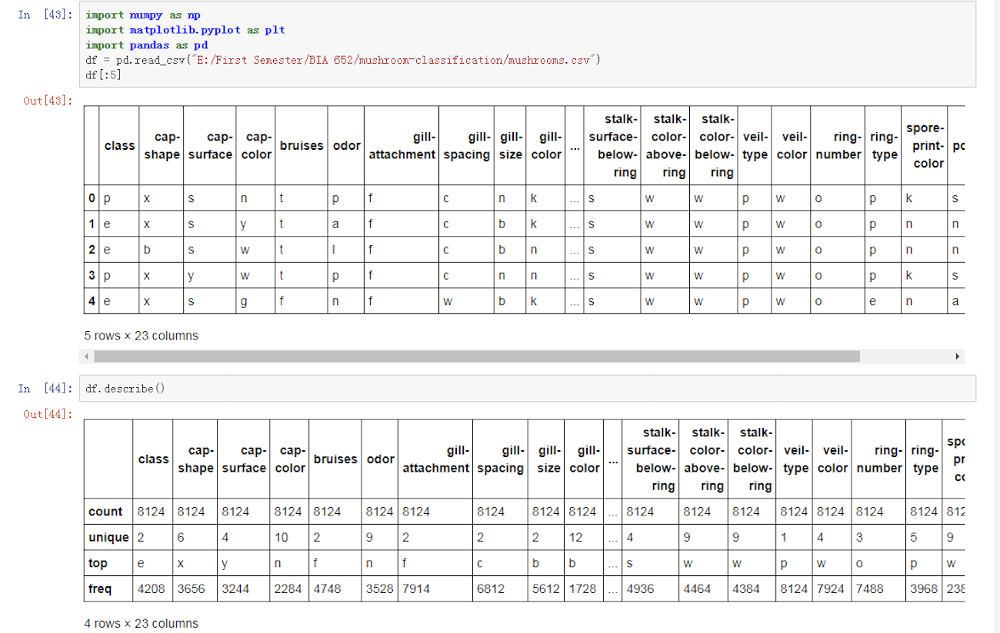 In [43]: import numpy as np
import matplotlib.pyplot as plt
import pandas as pd
df = pd.read_csv("E:/First Semester/BIA 652/mushroom-classification/mushrooms.csv")
df[:5]
Out[43]:
class cap-shape cap-surface cap-color bruises odor gill-attachment gill-spacing gill-size gill-color ... stalk-surface-below-ring stalk-color-above-ring stalk-color-below-ring veil-type veil-color ring-number ring-type spore-print-color
0 p x s n t p f c n k ... s w w p w o p k s
1 e x s y t a f c b k ... s w w p w o p n n
2 e b s w t l f c b n ... s w w p w o p n n
3 p x y w t p f c n n ... s w w p w o p k s
4 e x s g f n f w b k ... s w w p w o e n a
5 rows × 23 columns
In [44]: df.describe()
Out[44]:
class cap-shape cap-surface cap-color bruises odor gill-attachment gill-spacing gill-size gill-color ... stalk-surface-below-ring stalk-color-above-ring stalk-color-below-ring veil-type veil-color ring-number ring-type
count 8124 8124 8124 8124 8124 8124 8124 8124 8124 8124 ... 8124 8124 8124 8124 8124 8124 8124 812
unique 2 6 4 10 2 9 2 2 2 12 ... 4 9 9 1 4 3 5 9
top e x y n f n f c b b ... s w w p w o p w
freq 4208 3656 3244 2284 4748 3528 7914 6812 5612 1728 ... 4936 4464 4384 8124 7924 7488 3968 238
4 rows × 23 columns